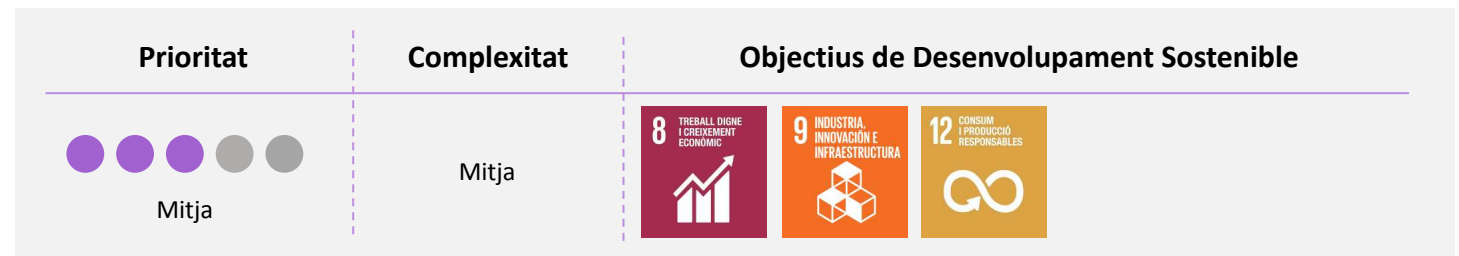 Prioritat
Complexitat
Objectius de Desenvolupament Sostenible
Mitja
Mitja
8 TREBALL DIGNE
I CREIXEMENT
ECONÒMIC
9 INDUSTRIA,
INNOVACIÓN E
INFRAESTRUCTURA
12 CONSUM
I PRODUCCIÓ
RESPONSABLES